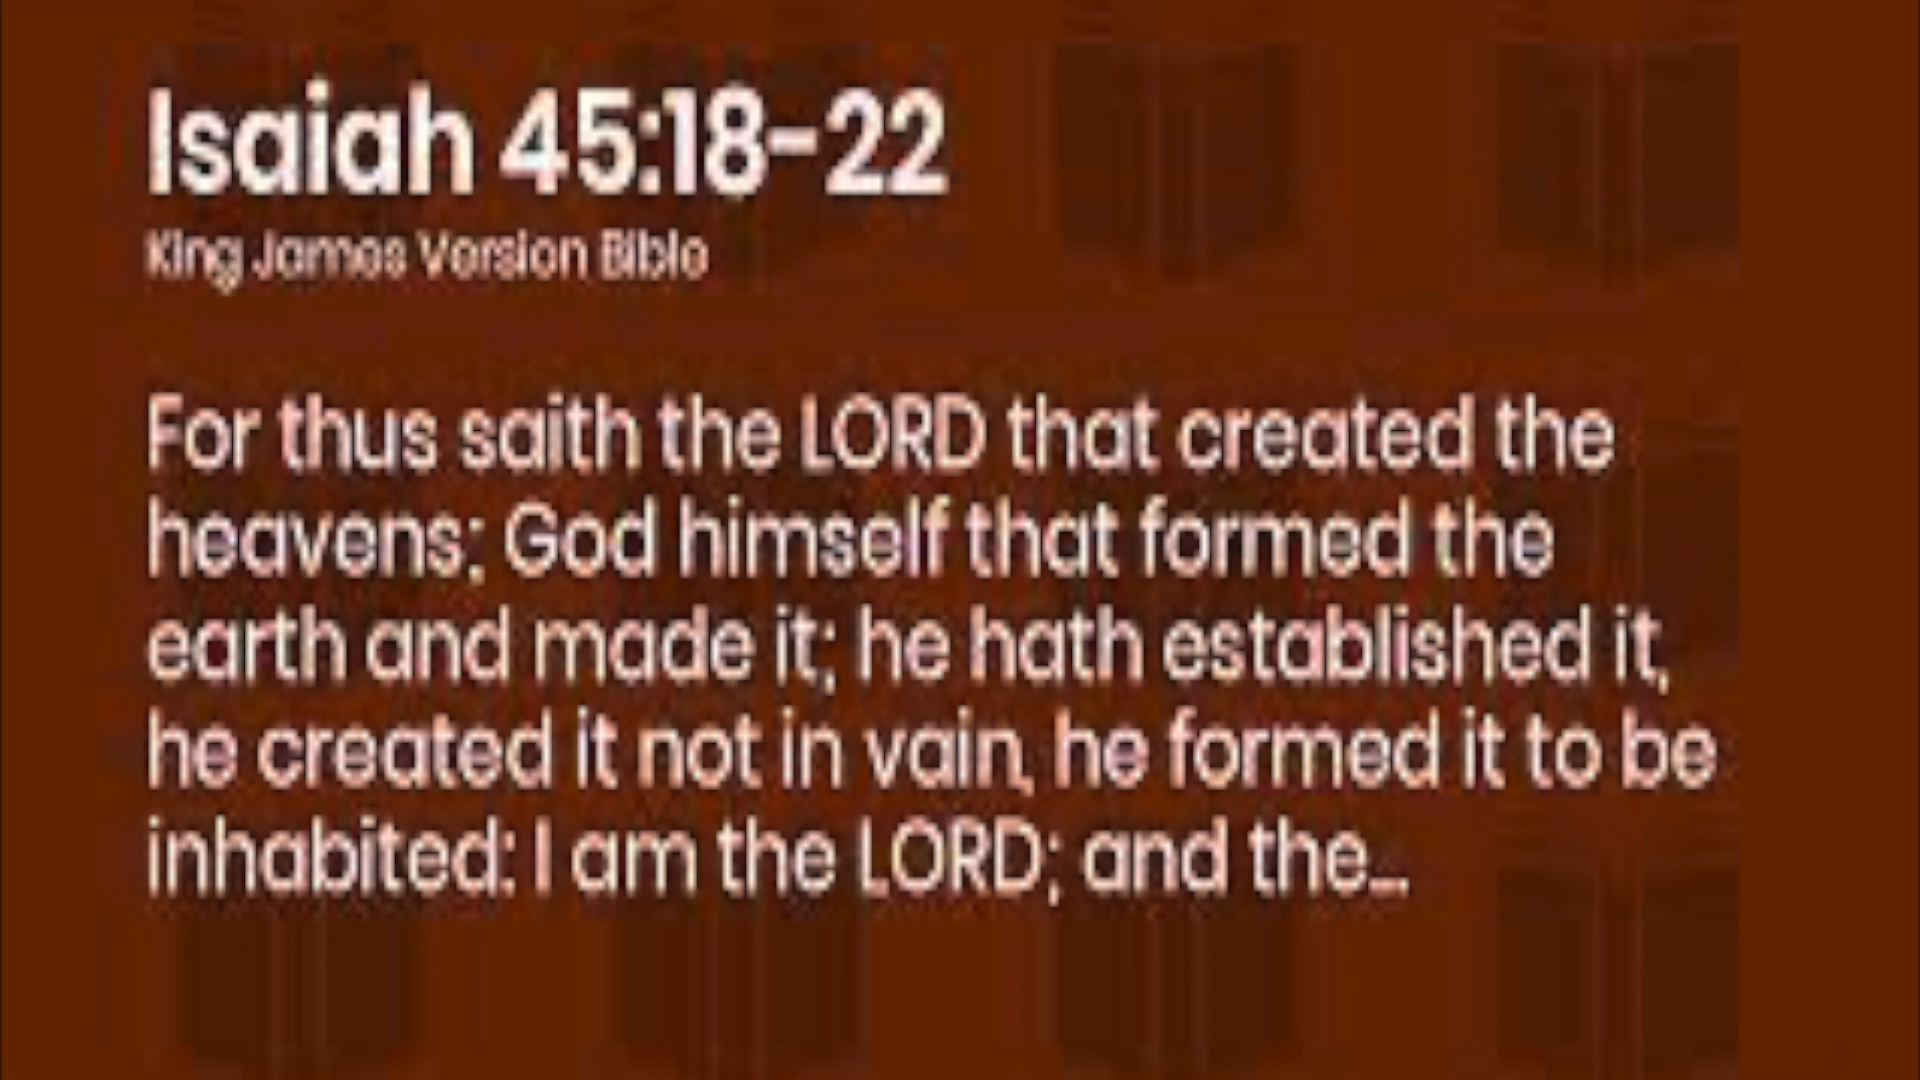 Isaiah 45:18-22
King James Version Bible
For thus saith the LORD that created the
heavens; God himself that formed the
earth and made it; he hath established it,
he created it not in vain, he formed it to be
inhabited: I am the LORD; and the...